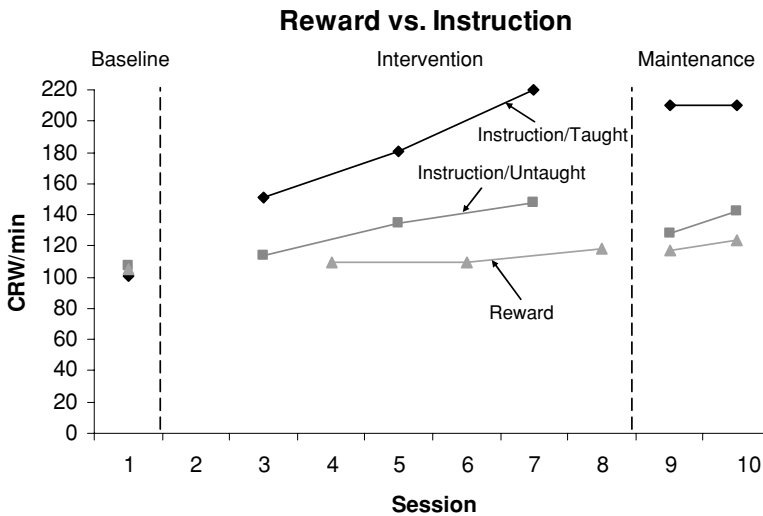 Reward vs. Instruction
Baseline Intervention Maintenance
220
200
180
160
140
120
100
80
60
40
20
0
CRW/min
Instruction/Taught
Instruction/Untaught
Reward
1 2 3 4 5 6 7 8 9 10
Session